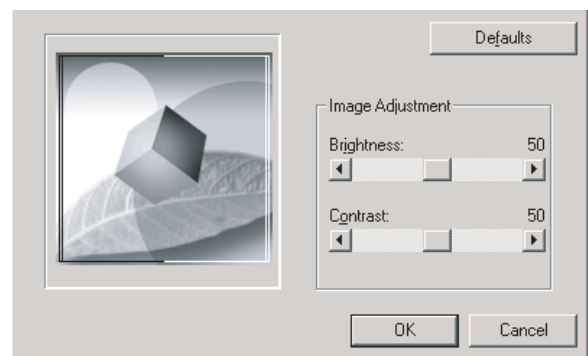 Defaults
Image Adjustment
Brightness: 50
Contrast: 50
OK Cancel